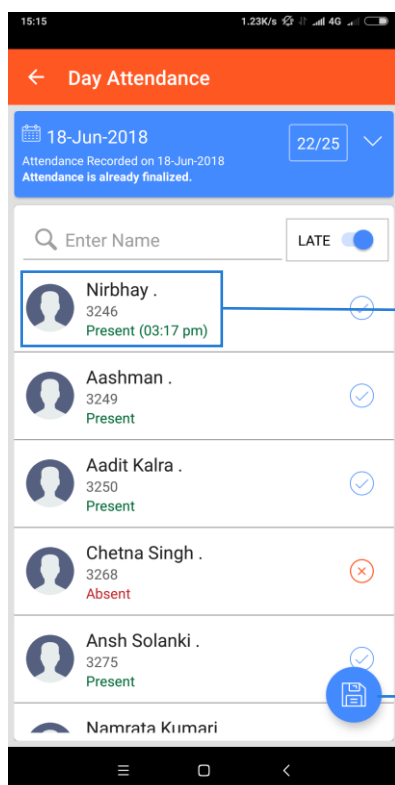 15:15 1.23K/s 4G
Day Attendance
18-Jun-2018
22/25
Attendance Recorded on 18-Jun-2018
Attendance is already finalized.
Enter Name
LATE
Nirbhay .
3246
Present (03:17 pm)
Aashman .
3249
Present
Aadit Kalra .
3250
Present
Chetna Singh .
3268
Absent
Ansh Solanki .
3275
Present
Namrata Kumari